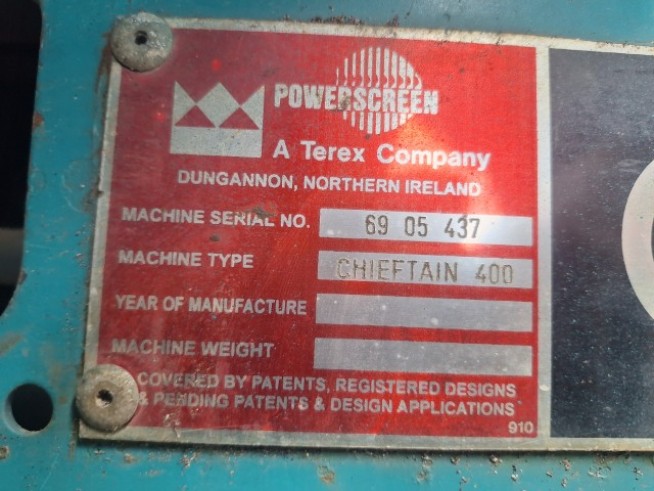 POWERSCREEN
A Terex Company
DUNGANNON, NORTHERN IRELAND
MACHINE SERIAL NO. 69 05 437
MACHINE TYPE CHIEFTAIN 400
YEAR OF MANUFACTURE
MACHINE WEIGHT
COVERED BY PATENTS, REGISTERED DESIGNS
& PENDING PATENTS & DESIGN APPLICATIONS
910